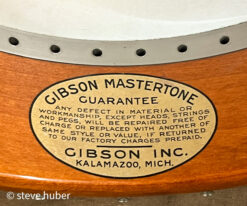 GIBSON MASTERTONE
GUARANTEE
ANY DEFECT IN MATERIAL OR
WORKMANSHIP, EXCEPT HEADS, STRINGS
AND PEGS, WILL BE REPAIRED FREE OF
CHARGE OR REPLACED WITH ANOTHER OF
SAME STYLE OR VALUE, IF RETURNED
TO OUR FACTORY CHARGES PREPAID.
GIBSON INC.
KALAMAZOO, MICH.
© steve huber